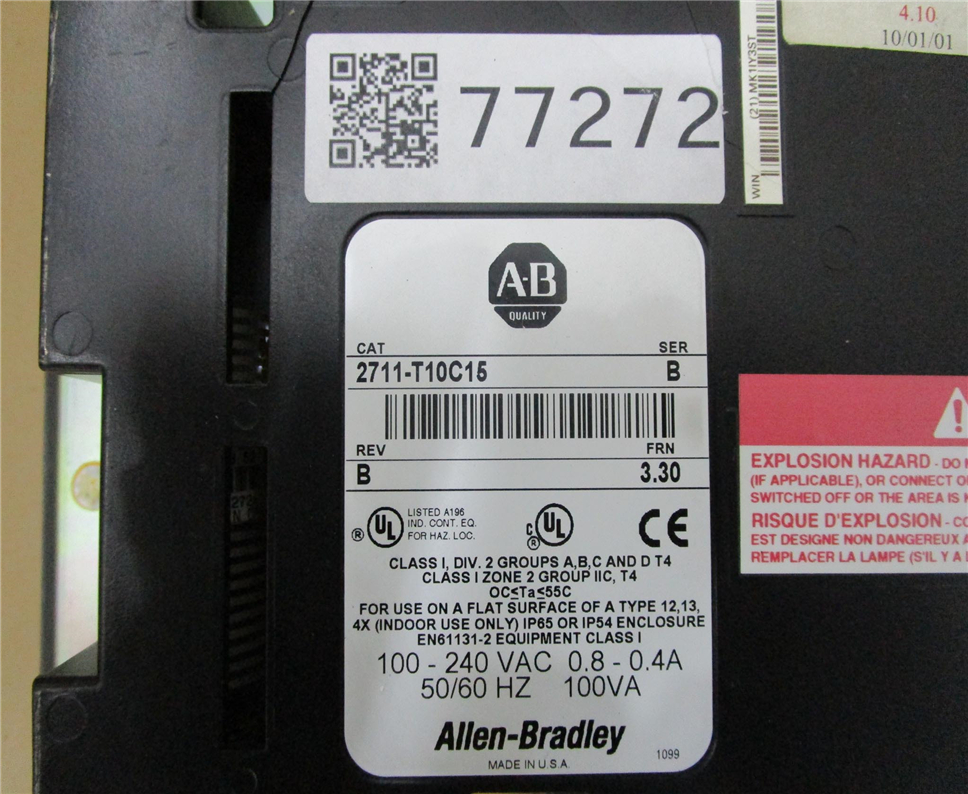 4.10
10/01/01
77272
(21) MK1IY3ST
WIN
A-B
QUALITY
CAT SER
2711-T10C15 B
REV FRN
B 3.30
LISTED A196
IND. CONT. EQ.
FOR HAZ. LOC.
® UL
C UL ®
CE
CLASS I, DIV. 2 GROUPS A,B,C AND D T4
CLASS I ZONE 2 GROUP IIC, T4
OC≤Ta≤55C
FOR USE ON A FLAT SURFACE OF A TYPE 12,13,
4X (INDOOR USE ONLY) IP65 OR IP54 ENCLOSURE
EN61131-2 EQUIPMENT CLASS I
100 - 240 VAC 0.8 - 0.4A
50/60 HZ 100VA
Allen-Bradley
MADE IN U.S.A.
1099
EXPLOSION HAZARD - DO
(IF APPLICABLE), OR CONNECT
SWITCHED OFF OR THE AREA IS
RISQUE D'EXPLOSION -
EST DESIGNE NON DANGEREUX
REMPLACER LA LAMPE (S'IL Y A